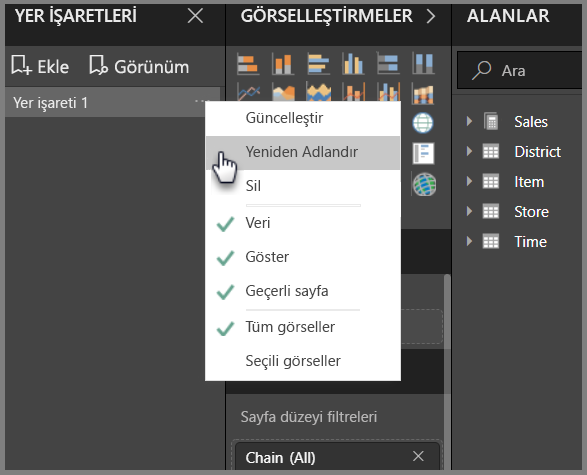 YER İŞARETLERİ
Ekle Görünüm
Yer işareti 1
Güncelleştir
Yeniden Adlandır
Sil
Veri
Göster
Geçerli sayfa
Tüm görseller
Seçili görseller
GÖRSELLEŞTİRMELER
Sayfa düzeyi filtreleri
Chain (All)
ALANLAR
Ara
Sales
District
Item
Store
Time